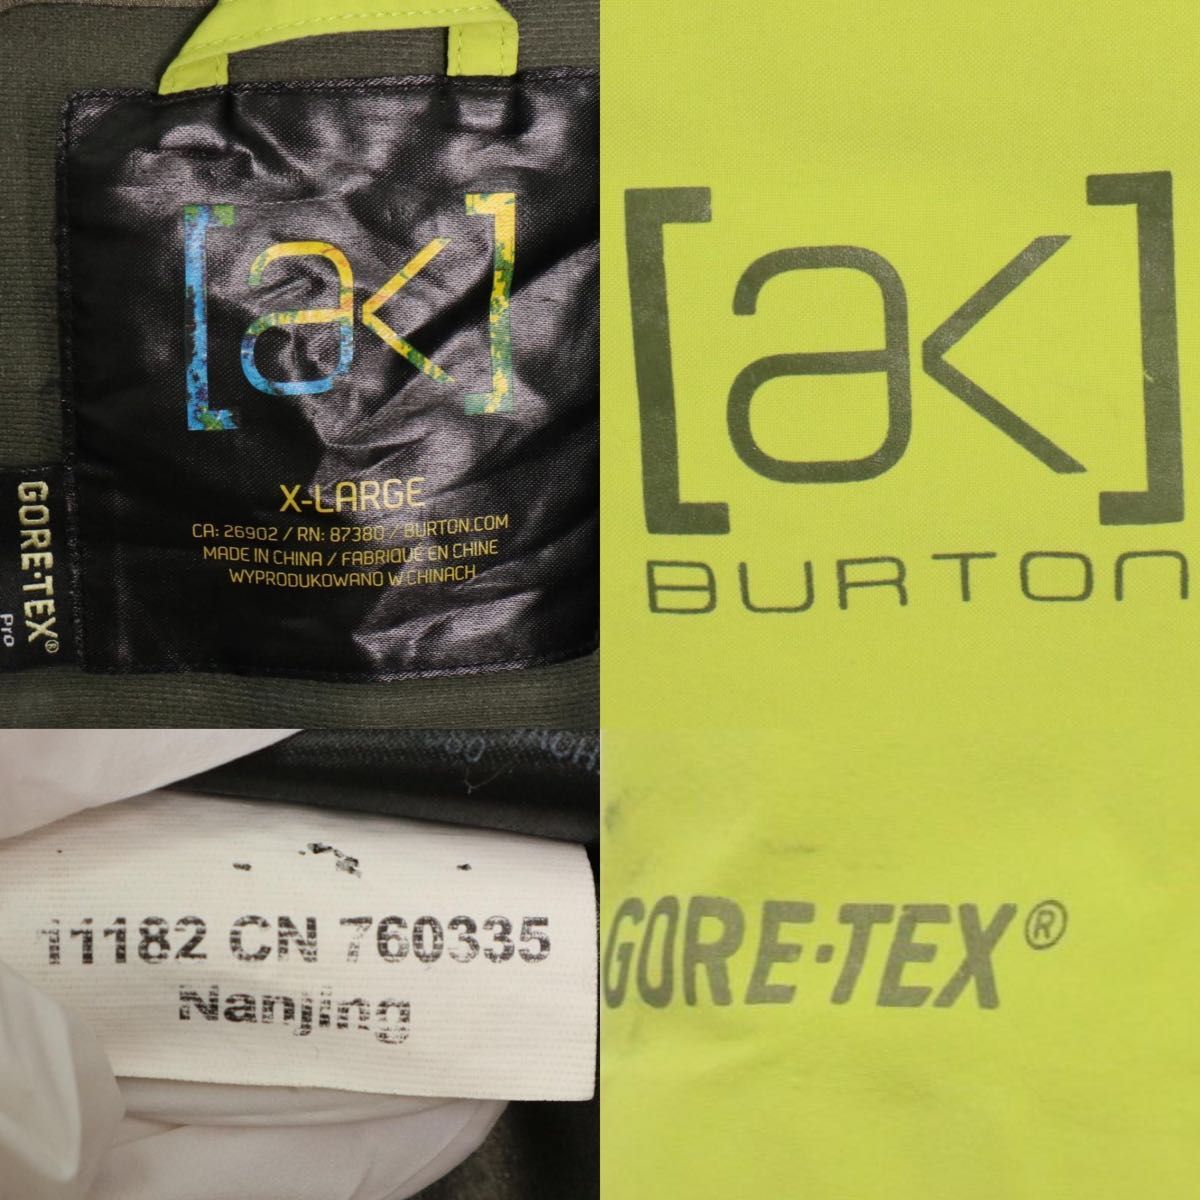 [ak]
X-LARGE
CA: 26902 / RN: 87380 / BURTON.COM
MADE IN CHINA / FABRIQUÉ EN CHINE
WYPRODUKOWANO W CHINACH
GORE-TEX®
Pro
[ak]
BURTON
11182 CN 760335
Nanjing
GORE-TEX®